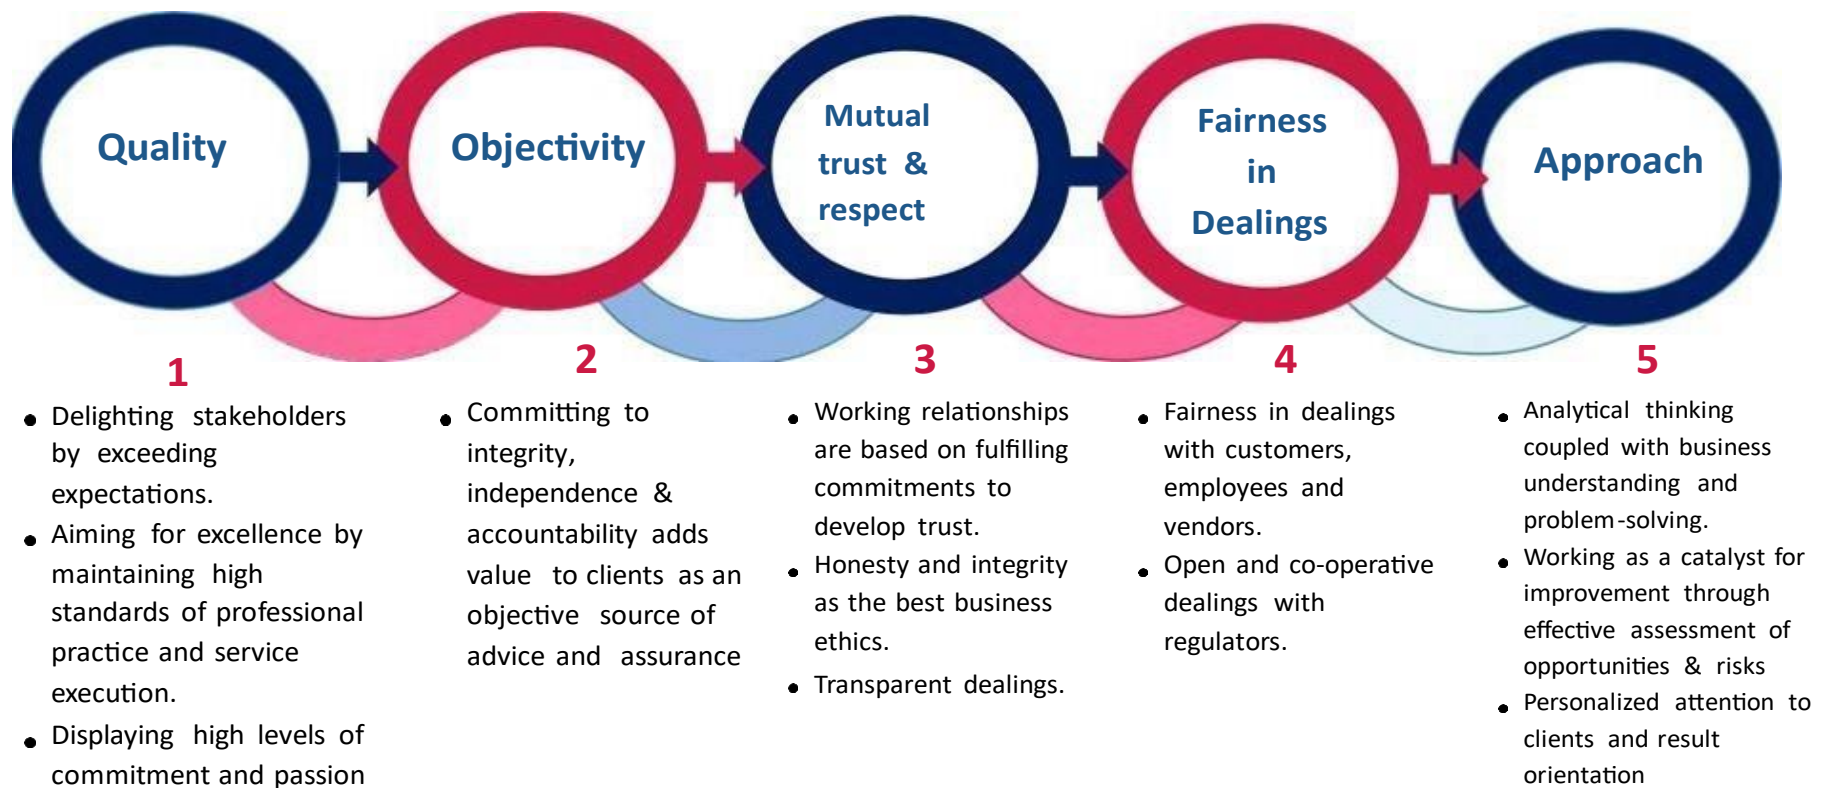 Quality
Objectivity
Mutual
trust &
respect
Fairness
in
Dealings
Approach
1
• Delighting stakeholders
by exceeding
expectations.
• Aiming for excellence by
maintaining high
standards of professional
practice and service
execution.
• Displaying high levels of
commitment and passion
2
• Committing to
integrity,
independence &
accountability adds
value to clients as an
objective source of
advice and assurance
3
• Working relationships
are based on fulfilling
commitments to
develop trust.
• Honesty and integrity
as the best business
ethics.
• Transparent dealings.
4
• Fairness in dealings
with customers,
employees and
vendors.
• Open and co-operative
dealings with
regulators.
5
• Analytical thinking
coupled with business
understanding and
problem-solving.
• Working as a catalyst for
improvement through
effective assessment of
opportunities & risks
• Personalized attention to
clients and result
orientation